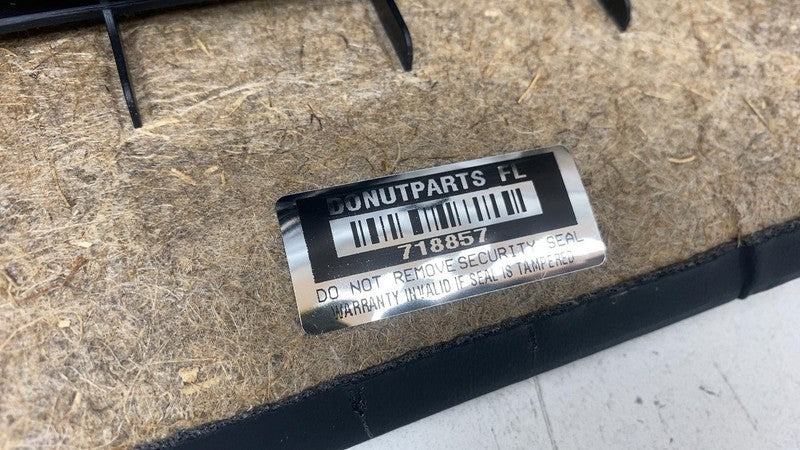 DONUTPARTS FL
718857
DO NOT REMOVE SECURITY SEAL
WARRANTY INVALID IF SEAL IS TAMPERED